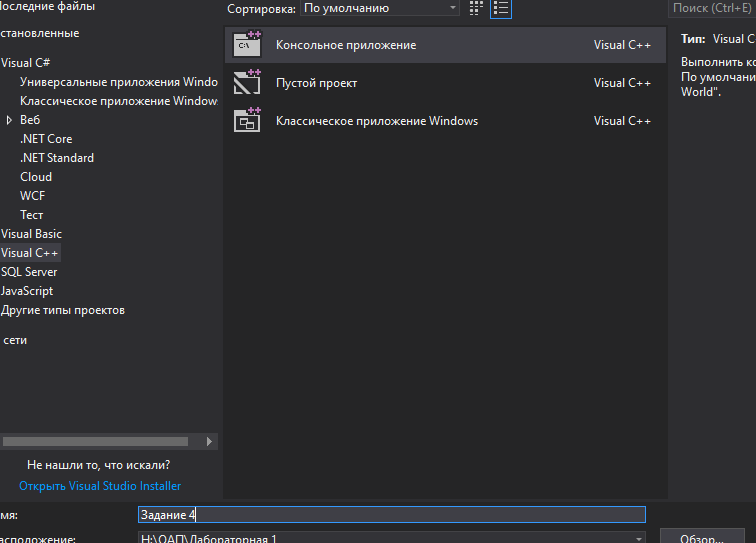 Последние файлы
Сортировка: По умолчанию
Поиск (Ctrl+E)
становленные
Visual C#
Универсальные приложения Windo
Классическое приложение Window
Веб
.NET Core
.NET Standard
Cloud
WCF
Тест
Visual Basic
Visual C++
SQL Server
JavaScript
Другие типы проектов
сети
Не нашли то, что искали?
Открыть Visual Studio Installer
C:\
Консольное приложение Visual C++
Пустой проект Visual C++
Классическое приложение Windows Visual C++
Тип: Visual C
Выполнить ко
По умолчани
World".
мя: Задание 4
асположение: H:\ОАП\Лабораторная 1
Обзор...